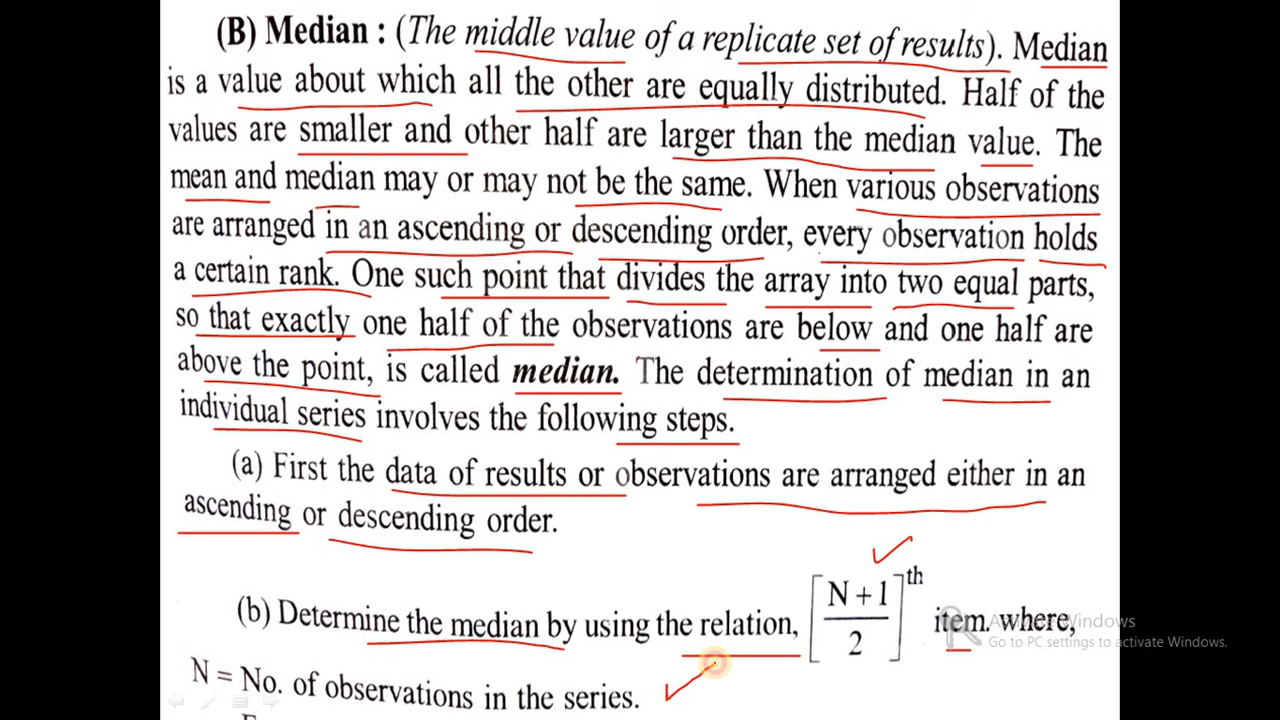 (B) Median : (The middle value of a replicate set of results). Median
is a value about which all the other are equally distributed. Half of the
values are smaller and other half are larger than the median value. The
mean and median may or may not be the same. When various observations
are arranged in an ascending or descending order, every observation holds
a certain rank. One such point that divides the array into two equal parts,
so that exactly one half of the observations are below and one half are
above the point, is called median. The determination of median in an
individual series involves the following steps.
(a) First the data of results or observations are arranged either in an
ascending or descending order.
(b) Determine the median by using the relation, [N + 1 / 2]th item. where,
N = No. of observations in the series.
Activate Windows
Go to PC settings to activate Windows.